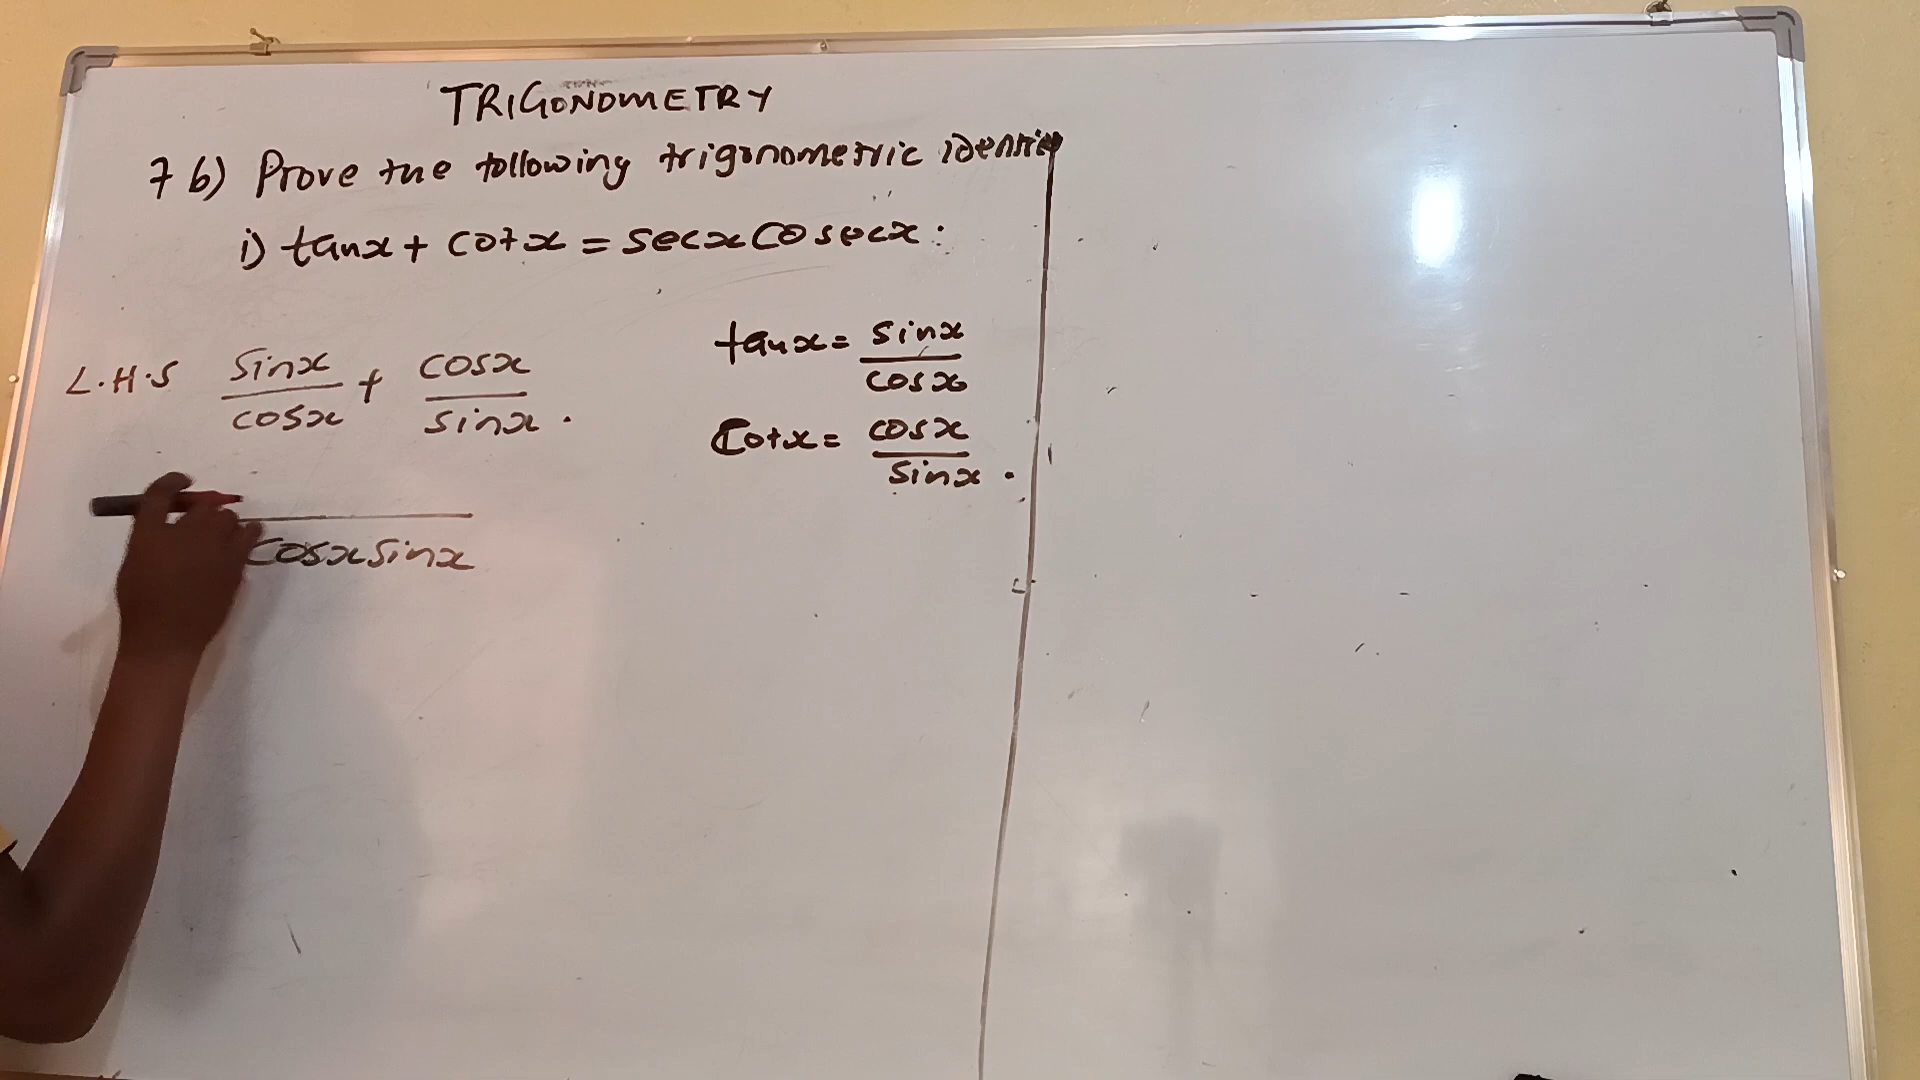 TRIGONOMETRY
7 b) Prove the following trigonometric identity
i) tanx + cotx = secx cosecx.
L.H.S sinx/cosx + cosx/sinx.
cosx sinx
tanx = sinx/cosx
Cotx = cosx/sinx.